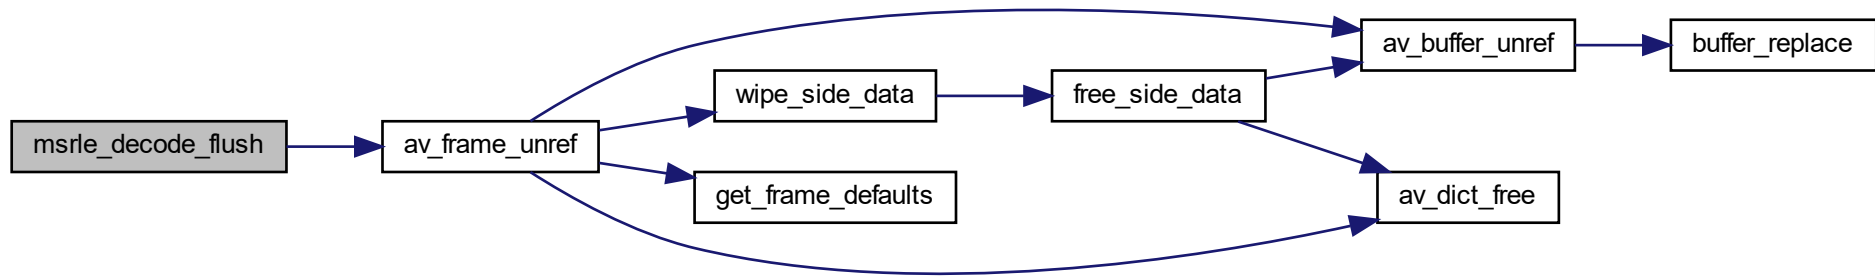 msrle_decode_flush
av_frame_unref
wipe_side_data
get_frame_defaults
free_side_data
av_buffer_unref
av_dict_free
buffer_replace